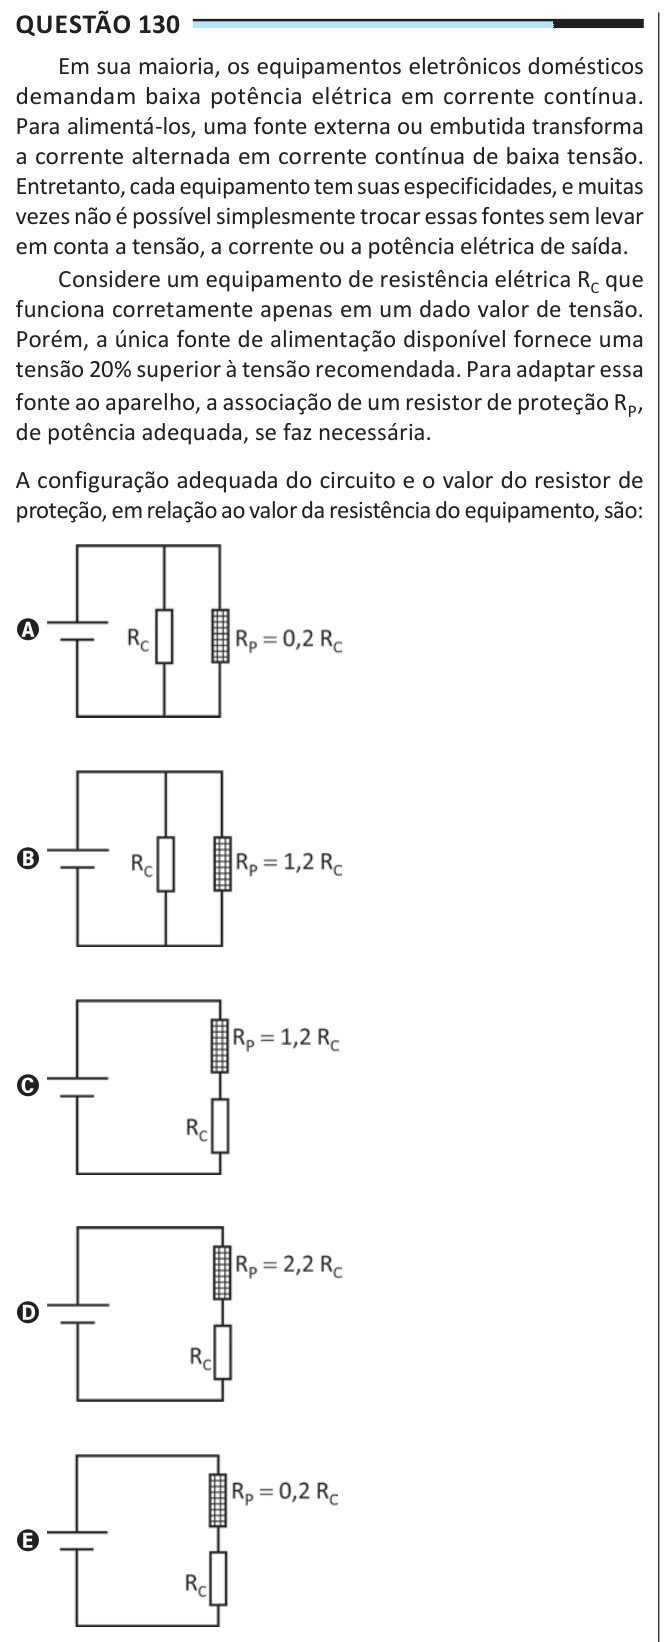 QUESTÃO 130
Em sua maioria, os equipamentos eletrônicos domésticos
demandam baixa potência elétrica em corrente contínua.
Para alimentá-los, uma fonte externa ou embutida transforma
a corrente alternada em corrente contínua de baixa tensão.
Entretanto, cada equipamento tem suas especificidades, e muitas
vezes não é possível simplesmente trocar essas fontes sem levar
em conta a tensão, a corrente ou a potência elétrica de saída.
Considere um equipamento de resistência elétrica R_C que
funciona corretamente apenas em um dado valor de tensão.
Porém, a única fonte de alimentação disponível fornece uma
tensão 20% superior à tensão recomendada. Para adaptar essa
fonte ao aparelho, a associação de um resistor de proteção R_P,
de potência adequada, se faz necessária.
A configuração adequada do circuito e o valor do resistor de
proteção, em relação ao valor da resistência do equipamento, são:
A R_C R_P = 0,2 R_C
B R_C R_P = 1,2 R_C
R_P = 1,2 R_C
C
R_C
R_P = 2,2 R_C
D
R_C
R_P = 0,2 R_C
E
R_C